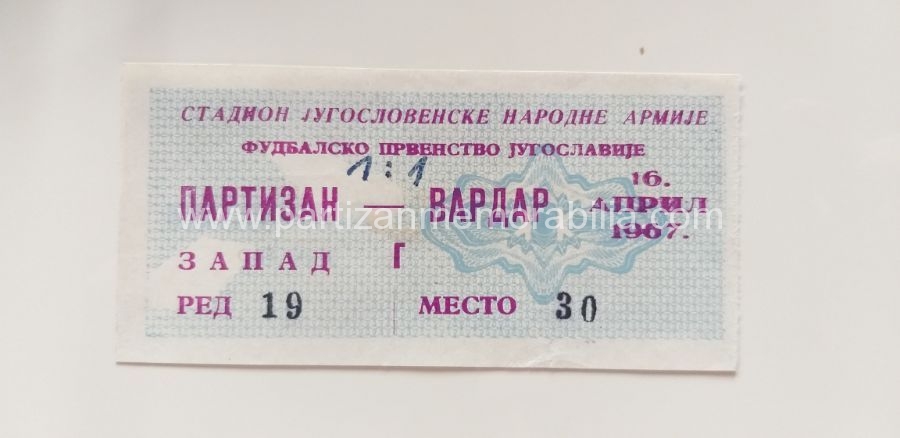 СТАДИОН ЈУГОСЛОВЕНСКЕ НАРОДНЕ АРМИЈЕ
ФУДБАЛСКО ПРВЕНСТВО ЈУГОСЛАВИЈЕ
1:1
ПАРТИЗАН — ВАРДАР
16.
АПРИЛ
1967.
www.partizanmemorabilia.com
ЗАПАД Г
РЕД 19 МЕСТО 30